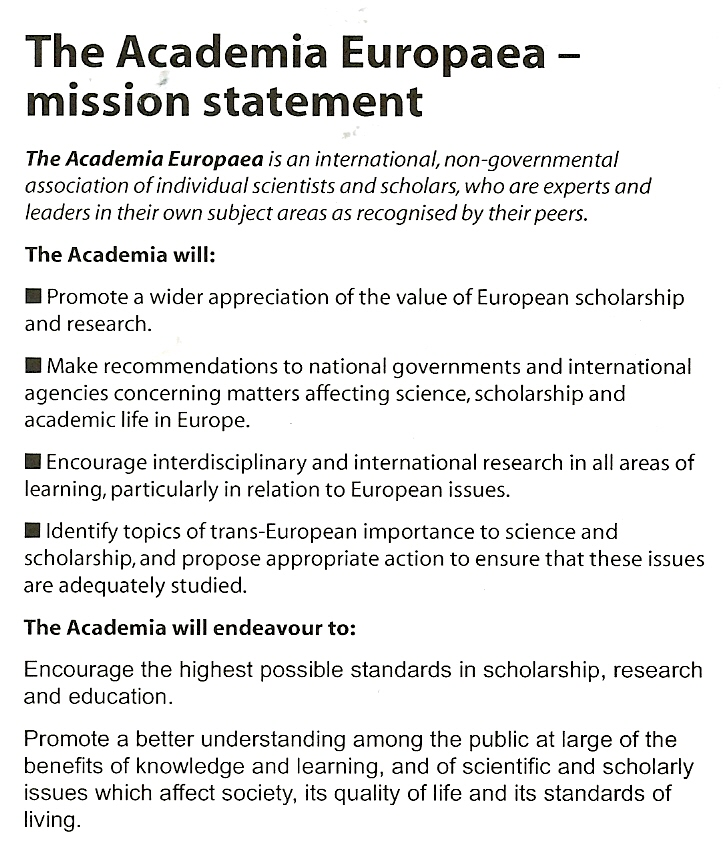 The Academia Europaea –
mission statement
The Academia Europaea is an international, non-governmental
association of individual scientists and scholars, who are experts and
leaders in their own subject areas as recognised by their peers.
The Academia will:
■ Promote a wider appreciation of the value of European scholarship
and research.
■ Make recommendations to national governments and international
agencies concerning matters affecting science, scholarship and
academic life in Europe.
■ Encourage interdisciplinary and international research in all areas of
learning, particularly in relation to European issues.
■ Identify topics of trans-European importance to science and
scholarship, and propose appropriate action to ensure that these issues
are adequately studied.
The Academia will endeavour to:
Encourage the highest possible standards in scholarship, research
and education.
Promote a better understanding among the public at large of the
benefits of knowledge and learning, and of scientific and scholarly
issues which affect society, its quality of life and its standards of
living.